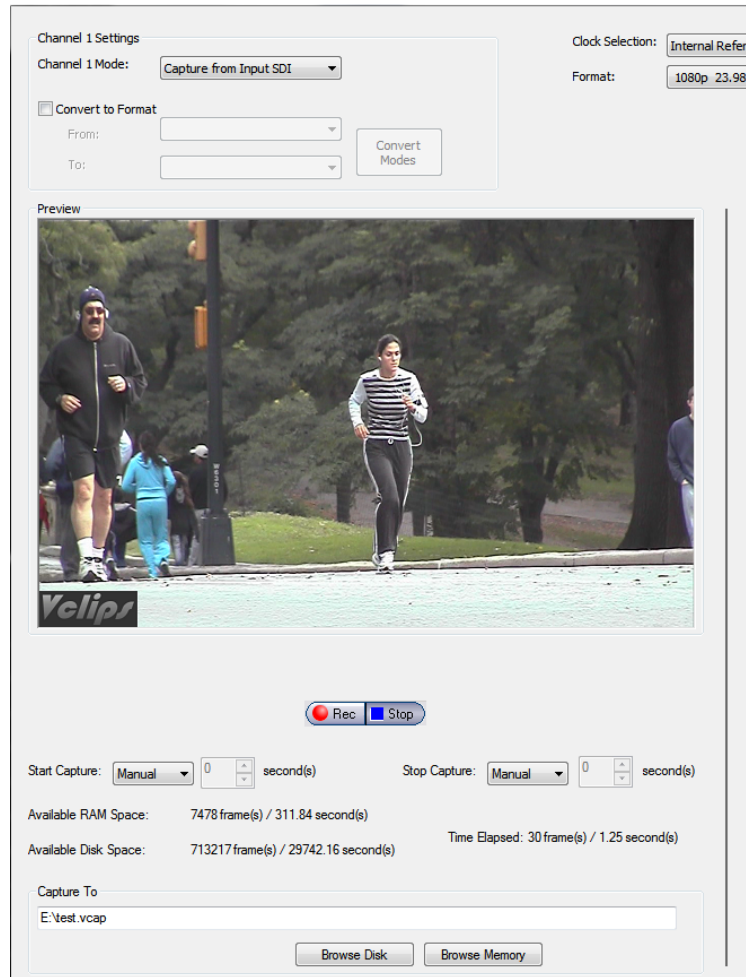 Channel 1 Settings
Clock Selection: Internal Refer
Channel 1 Mode: Capture from Input SDI
Format: 1080p 23.98
Convert to Format
From:
To:
Convert
Modes
Preview
W6301
Vclips
Rec Stop
Start Capture: Manual 0 second(s) Stop Capture: Manual 0 second(s)
Available RAM Space: 7478 frame(s) / 311.84 second(s)
Time Elapsed: 30 frame(s) / 1.25 second(s)
Available Disk Space: 713217 frame(s) / 29742.16 second(s)
Capture To
E:\test.vcap
Browse Disk Browse Memory